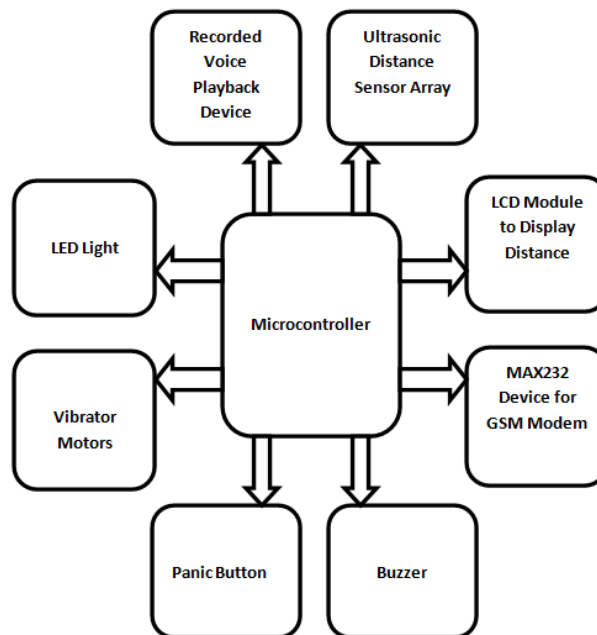 Recorded
Voice
Playback
Device
Ultrasonic
Distance
Sensor Array
LED Light
LCD Module
to Display
Distance
Microcontroller
Vibrator
Motors
MAX232
Device for
GSM Modem
Panic Button
Buzzer